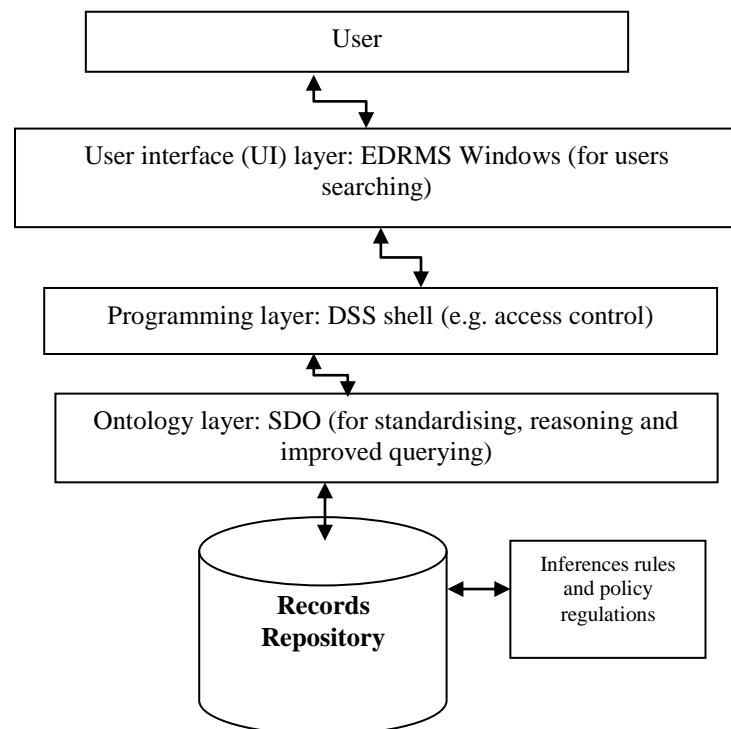 User
User interface (UI) layer: EDRMS Windows (for users
searching)
Programming layer: DSS shell (e.g. access control)
Ontology layer: SDO (for standardising, reasoning and
improved querying)
Records
Repository
Inferences rules
and policy
regulations